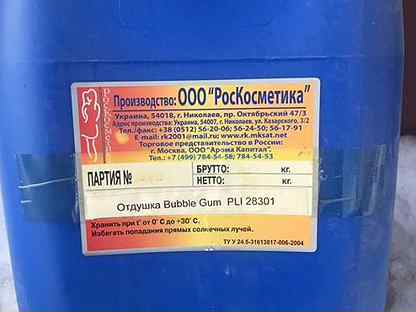 Производство: ООО "РосКосметика"
Украина, 54018, г. Николаев, пр. Октябрьский 47/3
Адрес производства: Украина, 54007, г. Николаев, ул. Казарского, 3/2
Тел./факс: +38 (0512) 56-20-06; 56-24-50; 56-17-91
E-mail: rk2001@mail.ru; www.rk.mksat.net
Торговое представительство в России:
г. Москва, ООО "Арома Капитал".
Тел.: +7 (499) 784-54-58; 784-54-53
ПАРТИЯ №
БРУТТО: кг.
НЕТТО: кг.
Отдушка Bubble Gum PLI 28301
Хранить при t° от 0° С до +30° С.
Избегать попадания прямых солнечных лучей.
ТУ У 24.5-31613817-006-2004